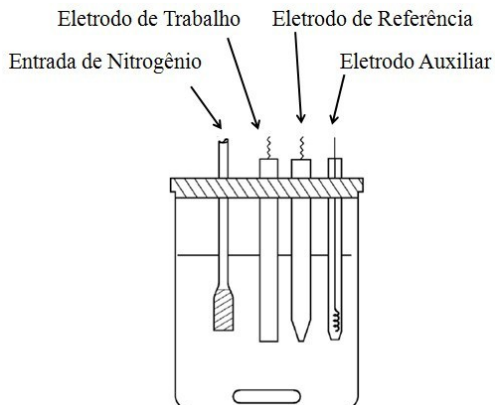 Eletrodo de Trabalho
Eletrodo de Referência
Entrada de Nitrogênio
Eletrodo Auxiliar